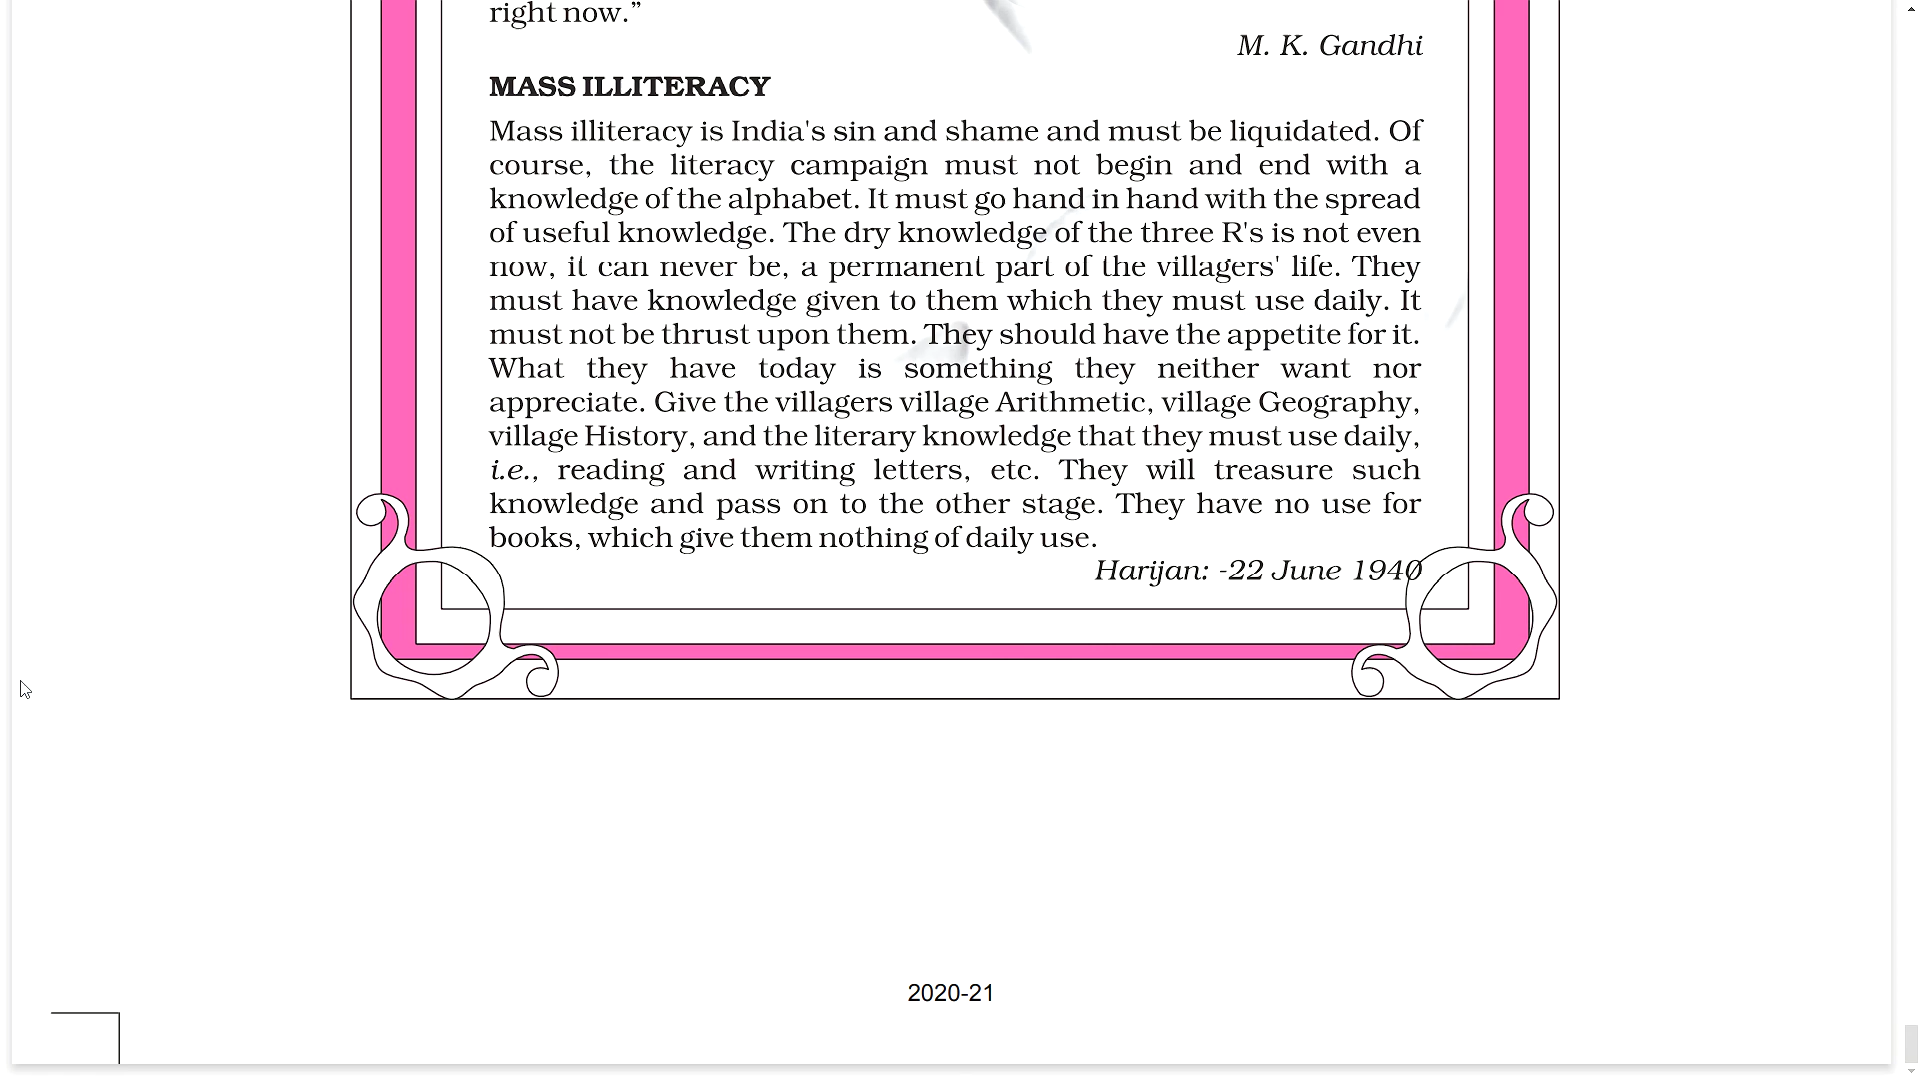 right now.”
M. K. Gandhi
MASS ILLITERACY
Mass illiteracy is India's sin and shame and must be liquidated. Of
course, the literacy campaign must not begin and end with a
knowledge of the alphabet. It must go hand in hand with the spread
of useful knowledge. The dry knowledge of the three R's is not even
now, it can never be, a permanent part of the villagers' life. They
must have knowledge given to them which they must use daily. It
must not be thrust upon them. They should have the appetite for it.
What they have today is something they neither want nor
appreciate. Give the villagers village Arithmetic, village Geography,
village History, and the literary knowledge that they must use daily,
i.e., reading and writing letters, etc. They will treasure such
knowledge and pass on to the other stage. They have no use for
books, which give them nothing of daily use.
Harijan: -22 June 1940
2020-21